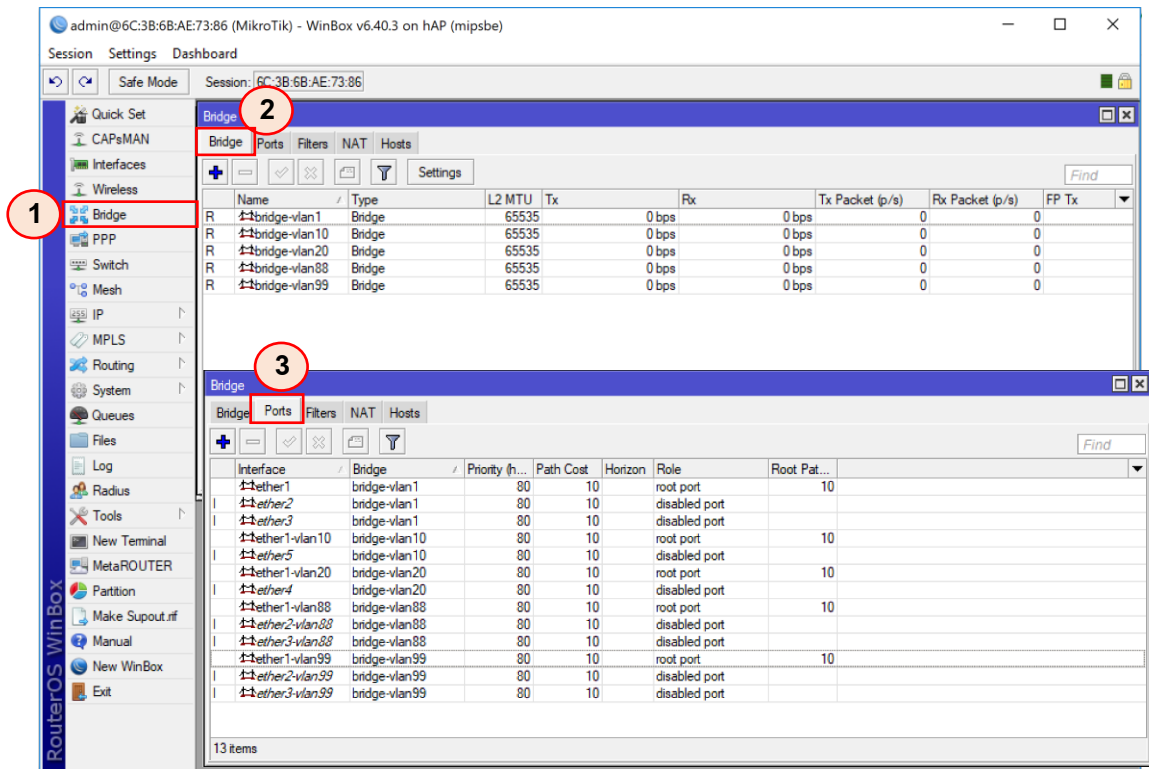 admin@6C:3B:6B:AE:73:86 (MikroTik) - WinBox v6.40.3 on hAP (mipsbe)
Session Settings Dashboard
Safe Mode Session: 6C:3B:6B:AE:73:86
RouterOS WinBox
Quick Set
CAPsMAN
Interfaces
Wireless
1 Bridge
PPP
Switch
Mesh
IP
MPLS
Routing
System
Queues
Files
Log
Radius
Tools
New Terminal
MetaROUTER
Partition
Make Supout.rif
Manual
New WinBox
Exit
Bridge 2
Bridge Ports Filters NAT Hosts
Settings Find
Name Type L2 MTU Tx Rx Tx Packet (p/s) Rx Packet (p/s) FP Tx
R bridge-vlan1 Bridge 65535 0 bps 0 bps 0 0
R bridge-vlan10 Bridge 65535 0 bps 0 bps 0 0
R bridge-vlan20 Bridge 65535 0 bps 0 bps 0 0
R bridge-vlan88 Bridge 65535 0 bps 0 bps 0 0
R bridge-vlan99 Bridge 65535 0 bps 0 bps 0 0
3
Bridge
Bridge Ports Filters NAT Hosts
Find
Interface Bridge Priority (h... Path Cost Horizon Role Root Pat...
ether1 bridge-vlan1 80 10 root port 10
I ether2 bridge-vlan1 80 10 disabled port
I ether3 bridge-vlan1 80 10 disabled port
ether1-vlan10 bridge-vlan10 80 10 root port 10
I ether5 bridge-vlan10 80 10 disabled port
ether1-vlan20 bridge-vlan20 80 10 root port 10
I ether4 bridge-vlan20 80 10 disabled port
ether1-vlan88 bridge-vlan88 80 10 root port 10
I ether2-vlan88 bridge-vlan88 80 10 disabled port
I ether3-vlan88 bridge-vlan88 80 10 disabled port
ether1-vlan99 bridge-vlan99 80 10 root port 10
I ether2-vlan99 bridge-vlan99 80 10 disabled port
I ether3-vlan99 bridge-vlan99 80 10 disabled port
13 items